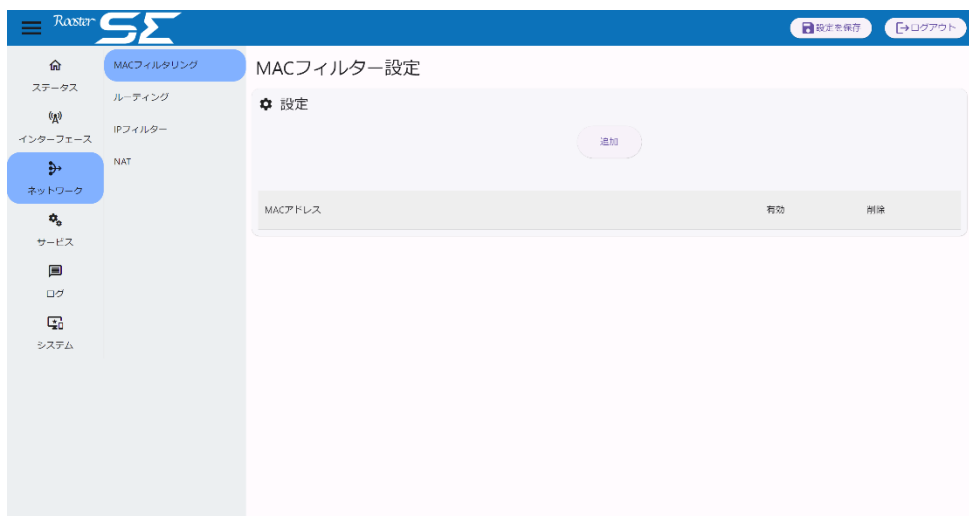 Rooster SE 設定を保存 ログアウト
ステータス
インターフェース
ネットワーク
サービス
ログ
システム
MACフィルタリング
ルーティング
IPフィルター
NAT
MACフィルター設定
設定
追加
MACアドレス 有効 削除